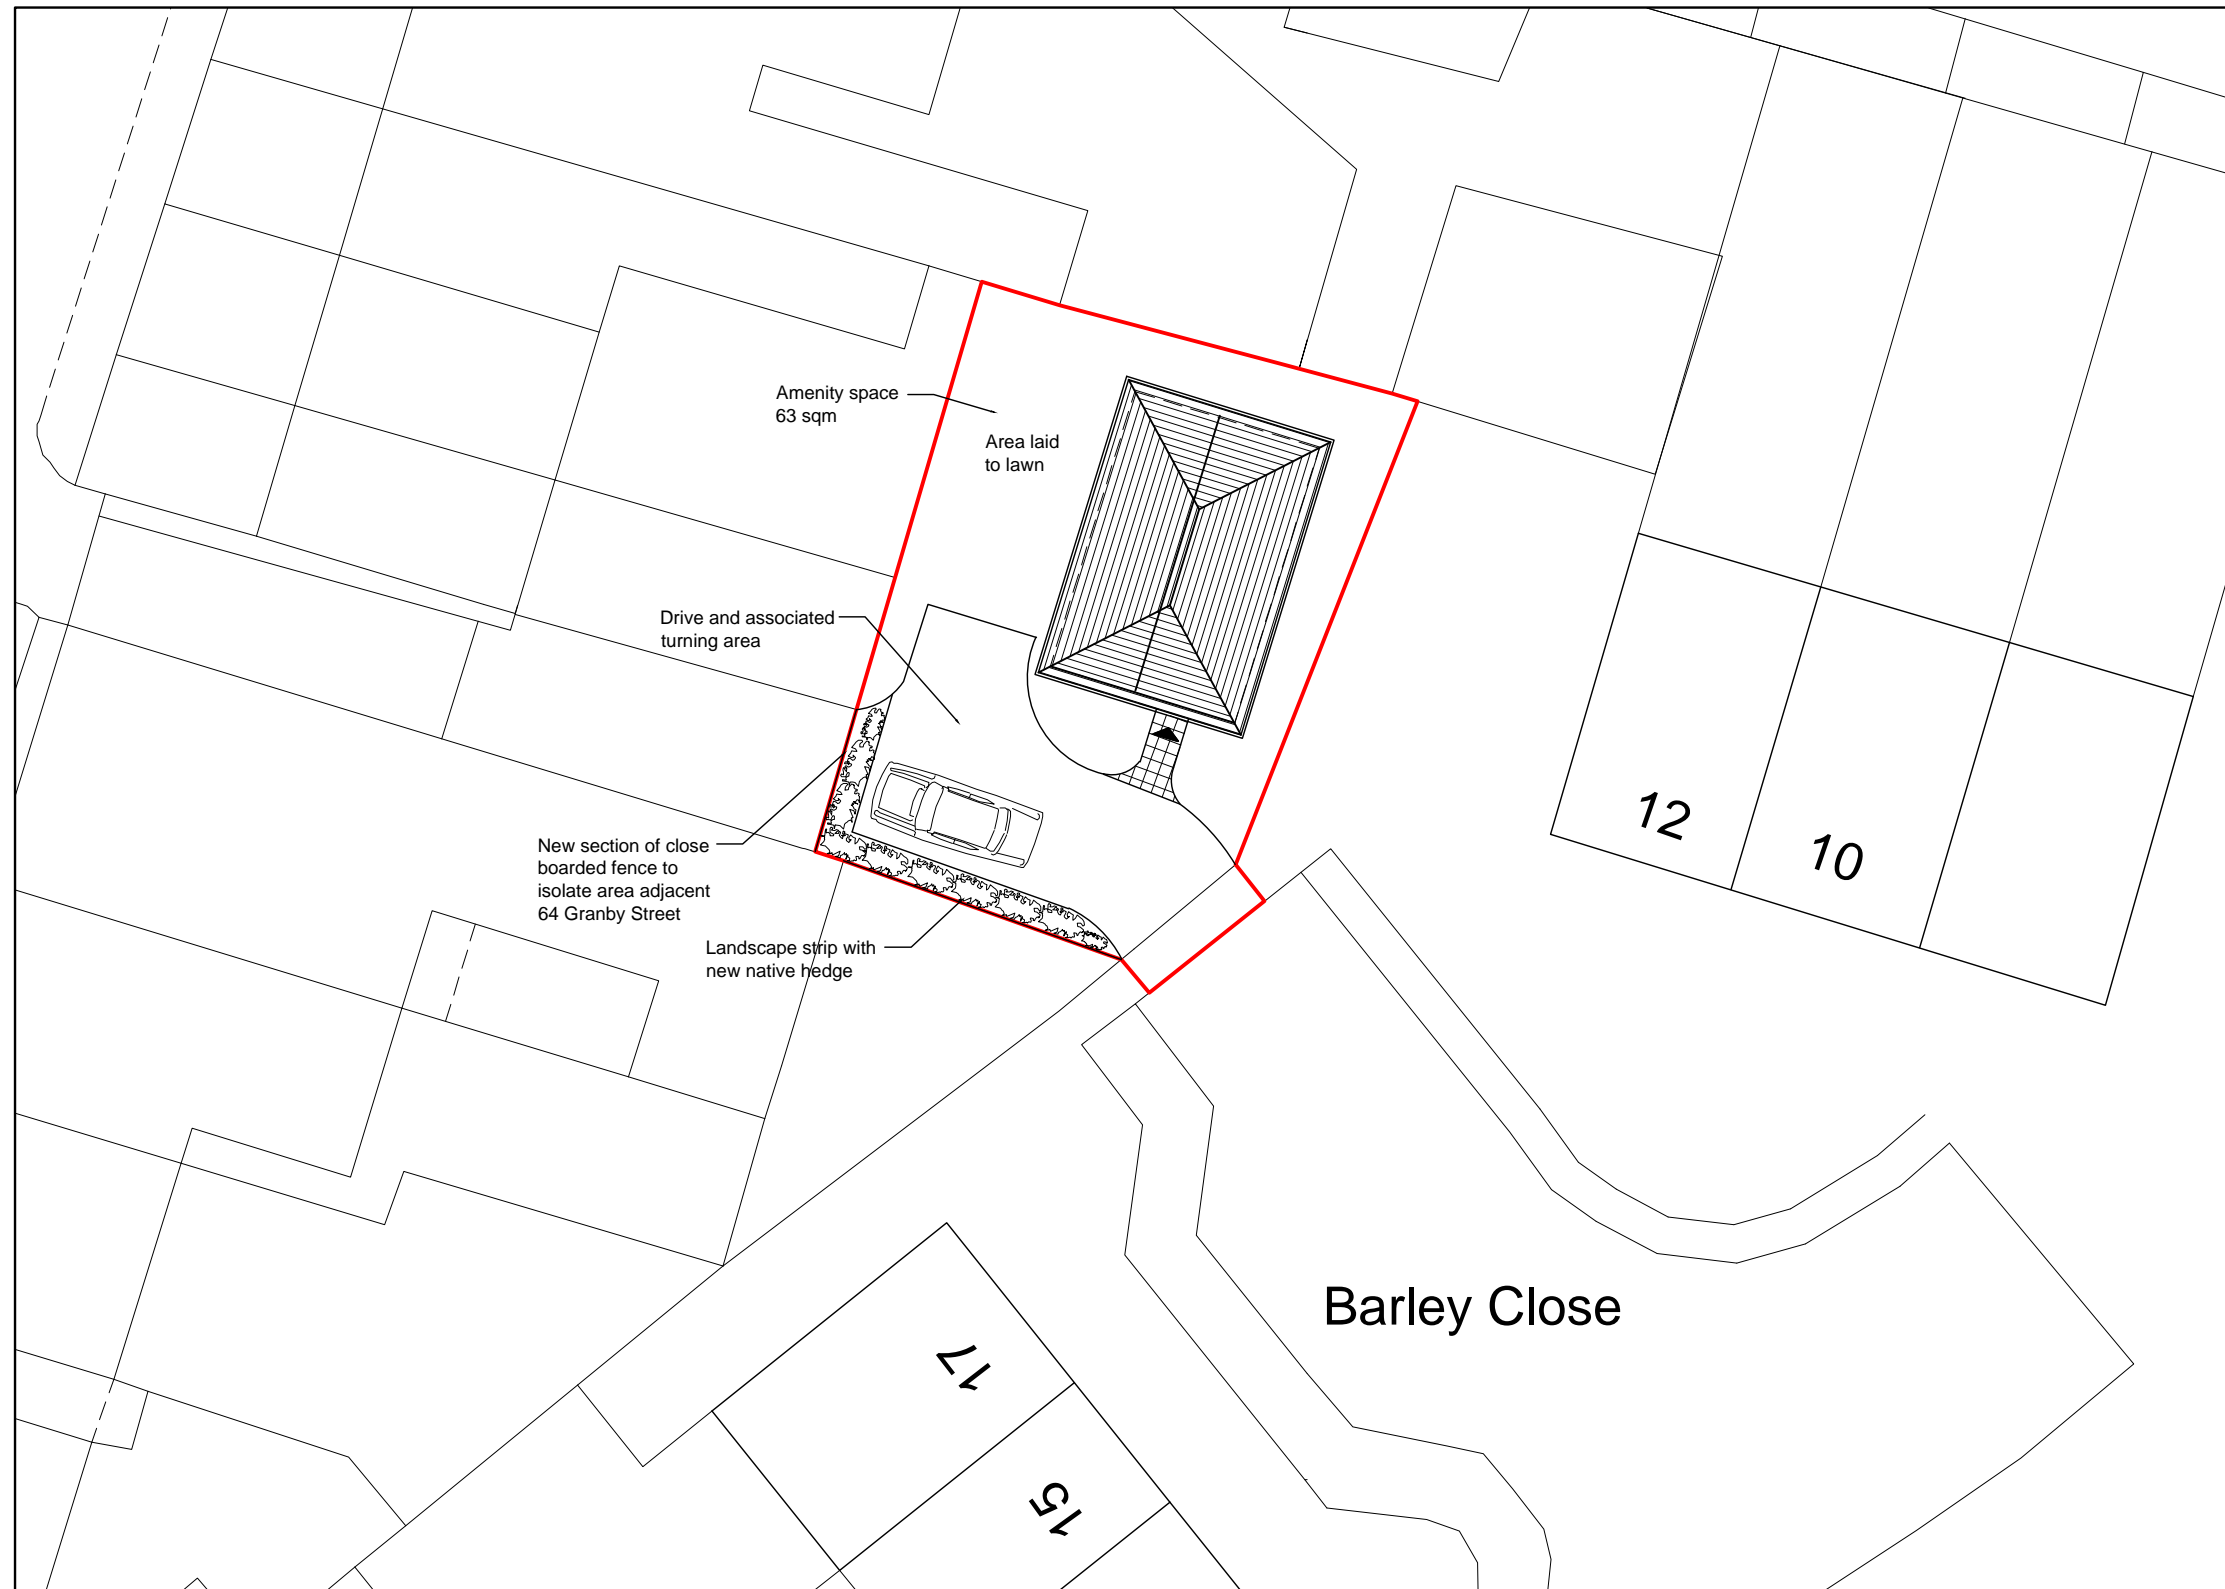 Amenity space
63 sqm
Area laid
to lawn
Drive and associated
turning area
New section of close
boarded fence to
isolate area adjacent
64 Granby Street
Landscape strip with
new native hedge
12
10
Barley Close
17
15